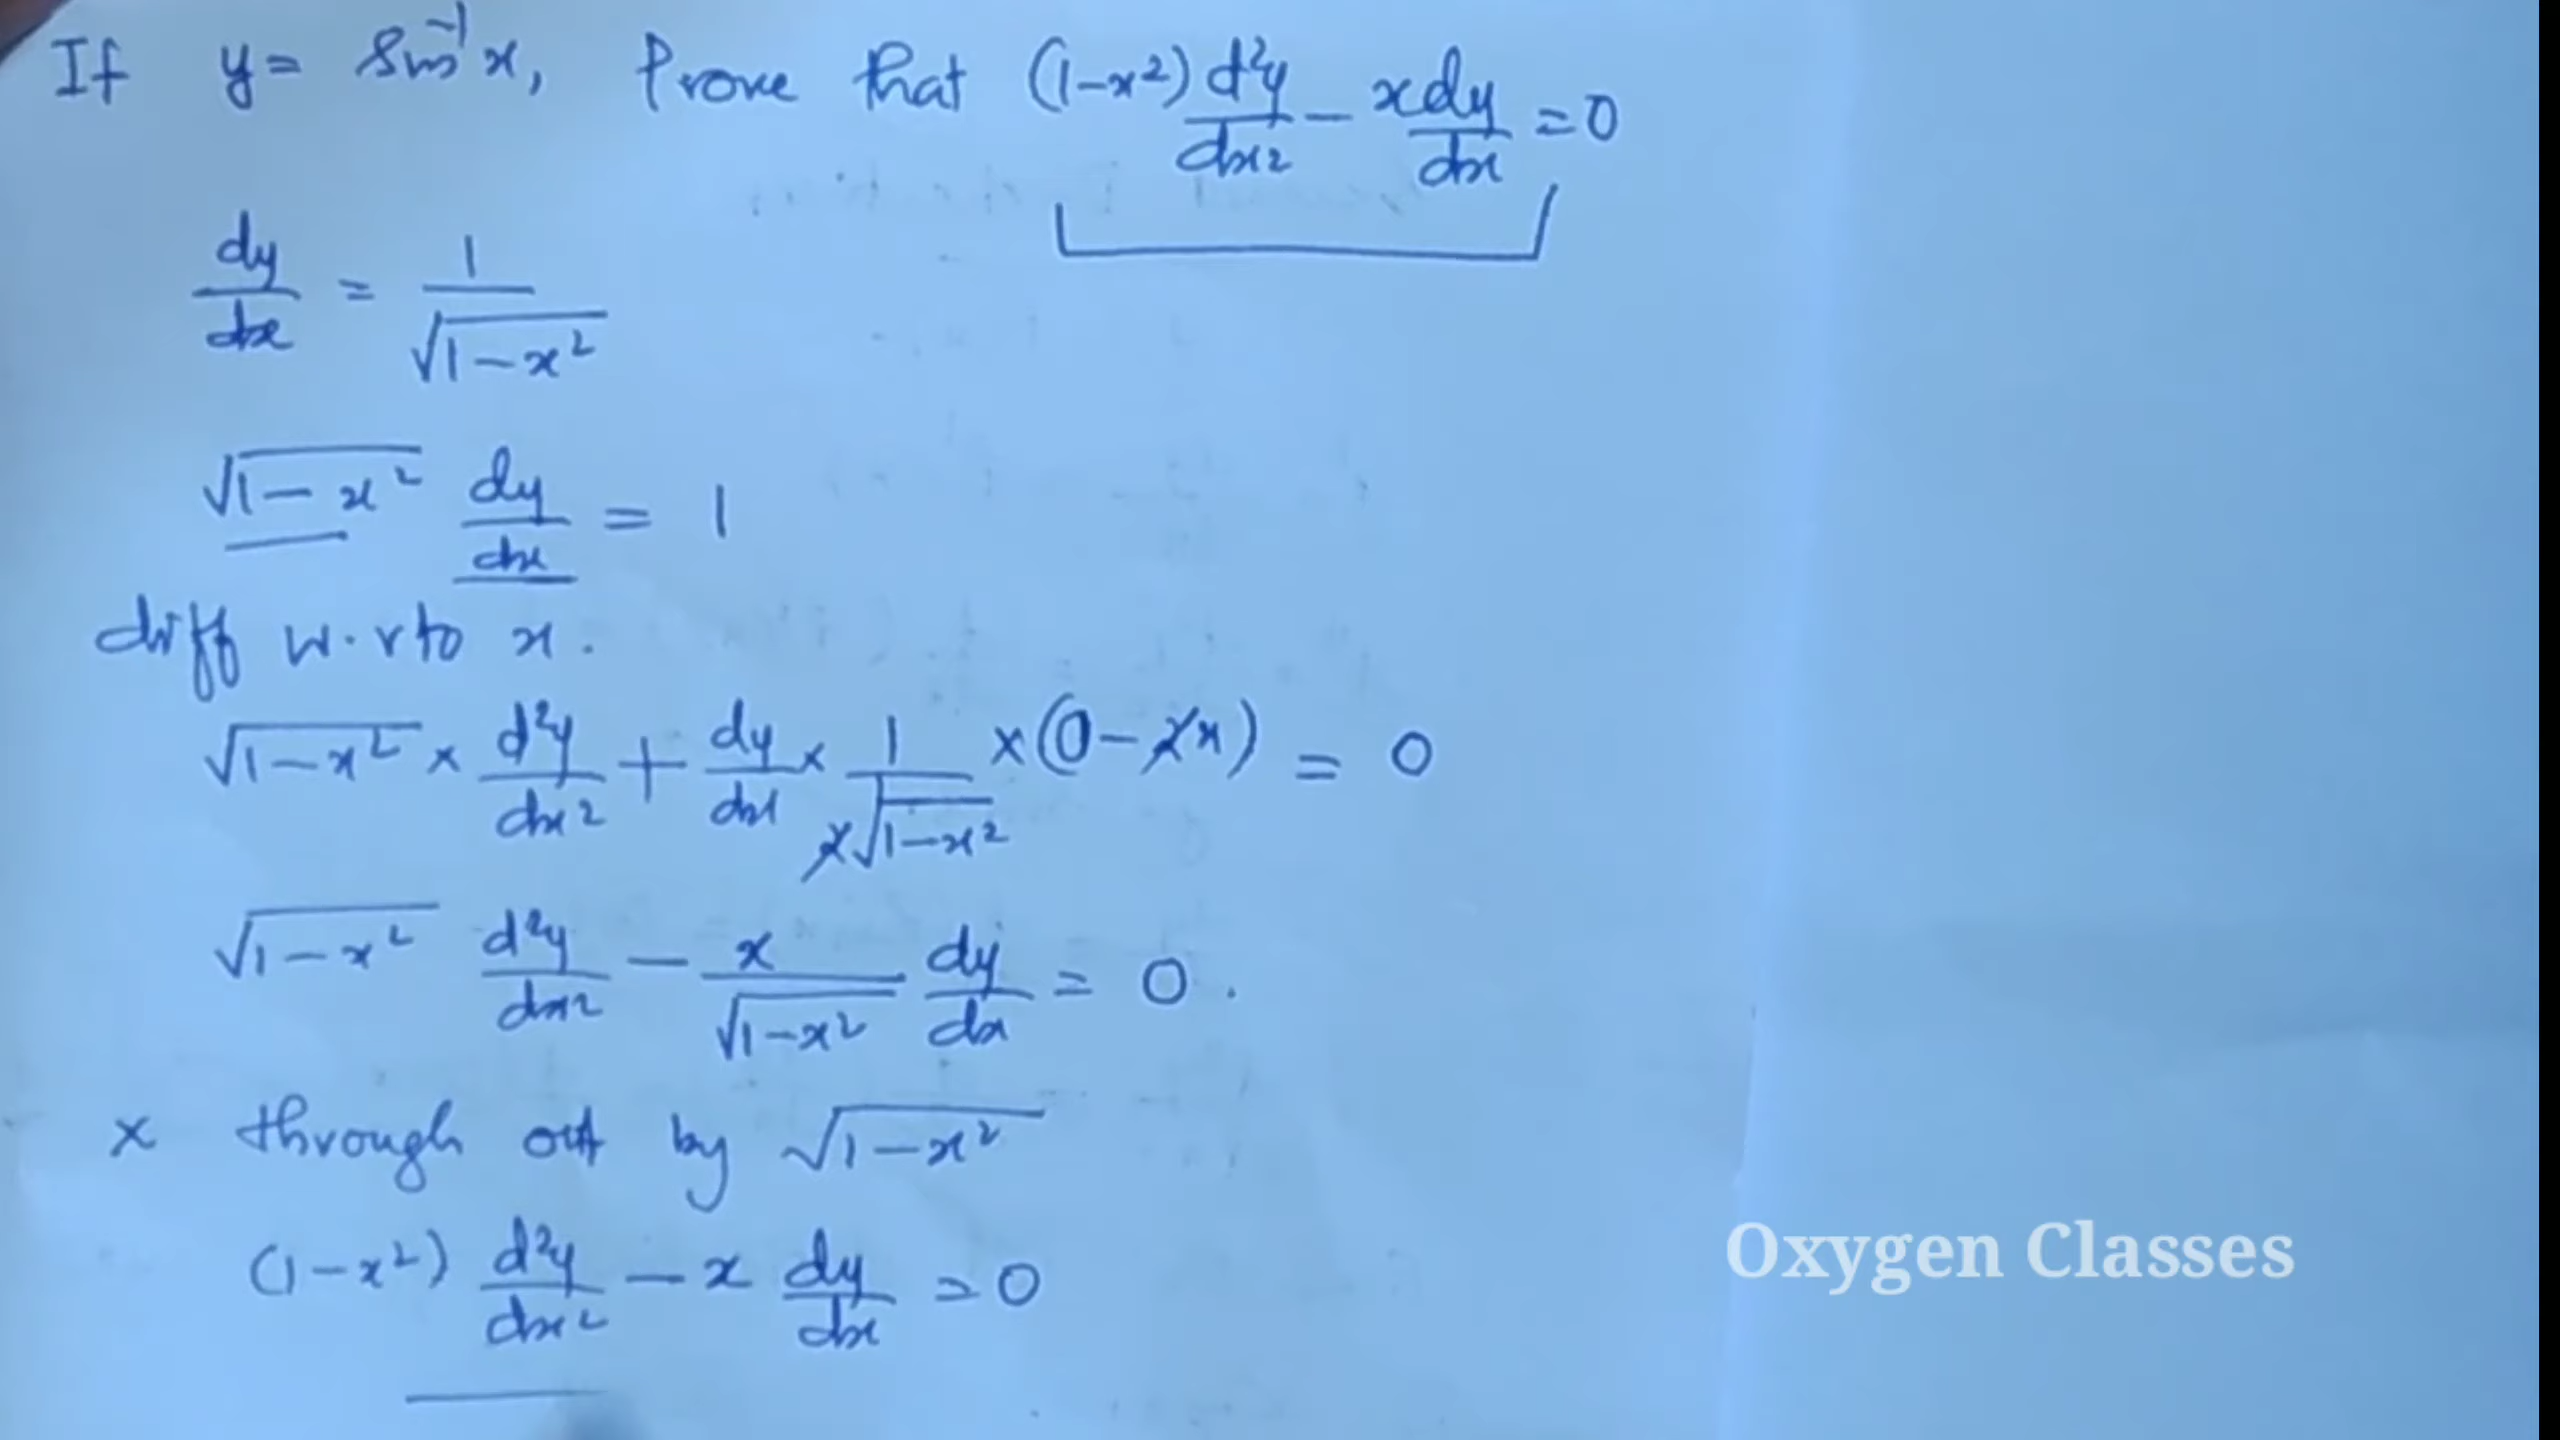 If y = Sin⁻¹x, Prove that (1-x²) d²y/dx² - x dy/dx = 0
dy/dx = 1/√(1-x²)
√(1-x²) dy/dx = 1
diff w.r to x.
√(1-x²) × d²y/dx² + dy/dx × 1/(2√(1-x²)) × (0-2x) = 0
√(1-x²) d²y/dx² - x/√(1-x²) dy/dx = 0.
× through out by √(1-x²)
(1-x²) d²y/dx² - x dy/dx = 0
Oxygen Classes